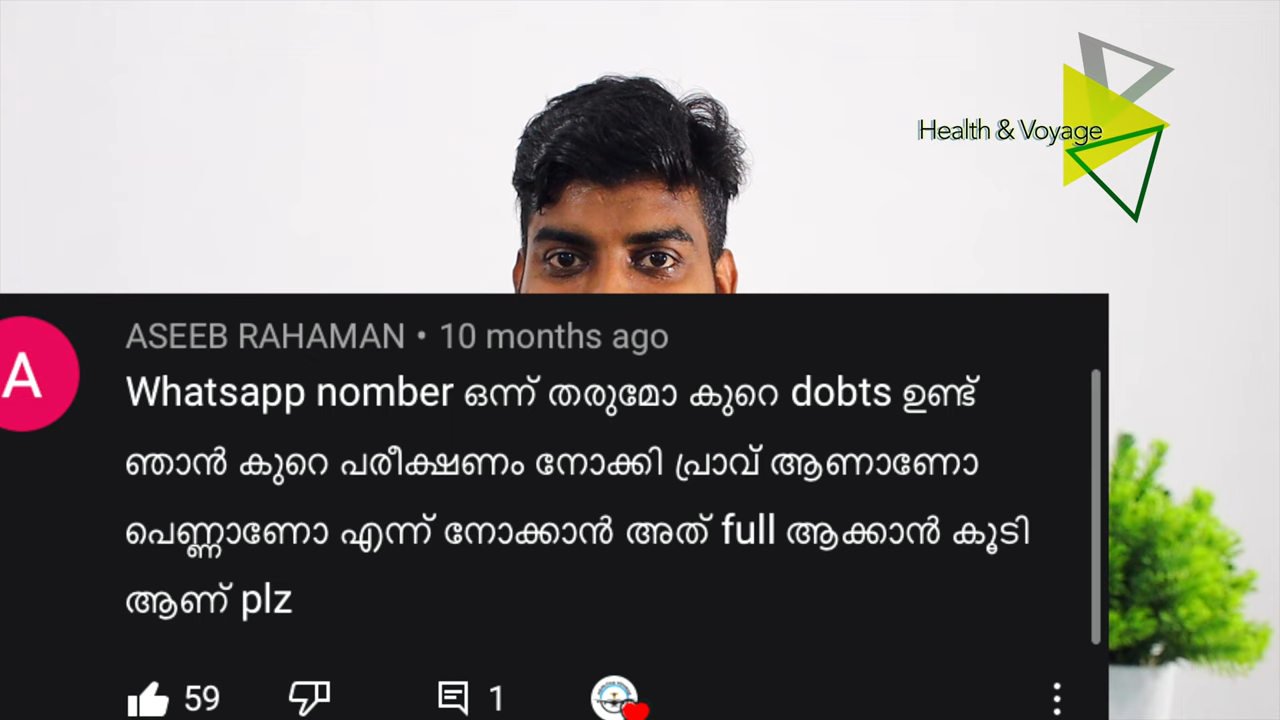 Health & Voyage
A
ASEEB RAHAMAN • 10 months ago
Whatsapp nomber ഒന്ന് തരുമോ കുറെ dobts ഉണ്ട്
ഞാൻ കുറെ പരീക്ഷണം നോക്കി പ്രാവ് ആണാണോ
പെണ്ണാണോ എന്ന് നോക്കാൻ അത് full ആക്കാൻ കൂടി
ആണ് plz
59
1